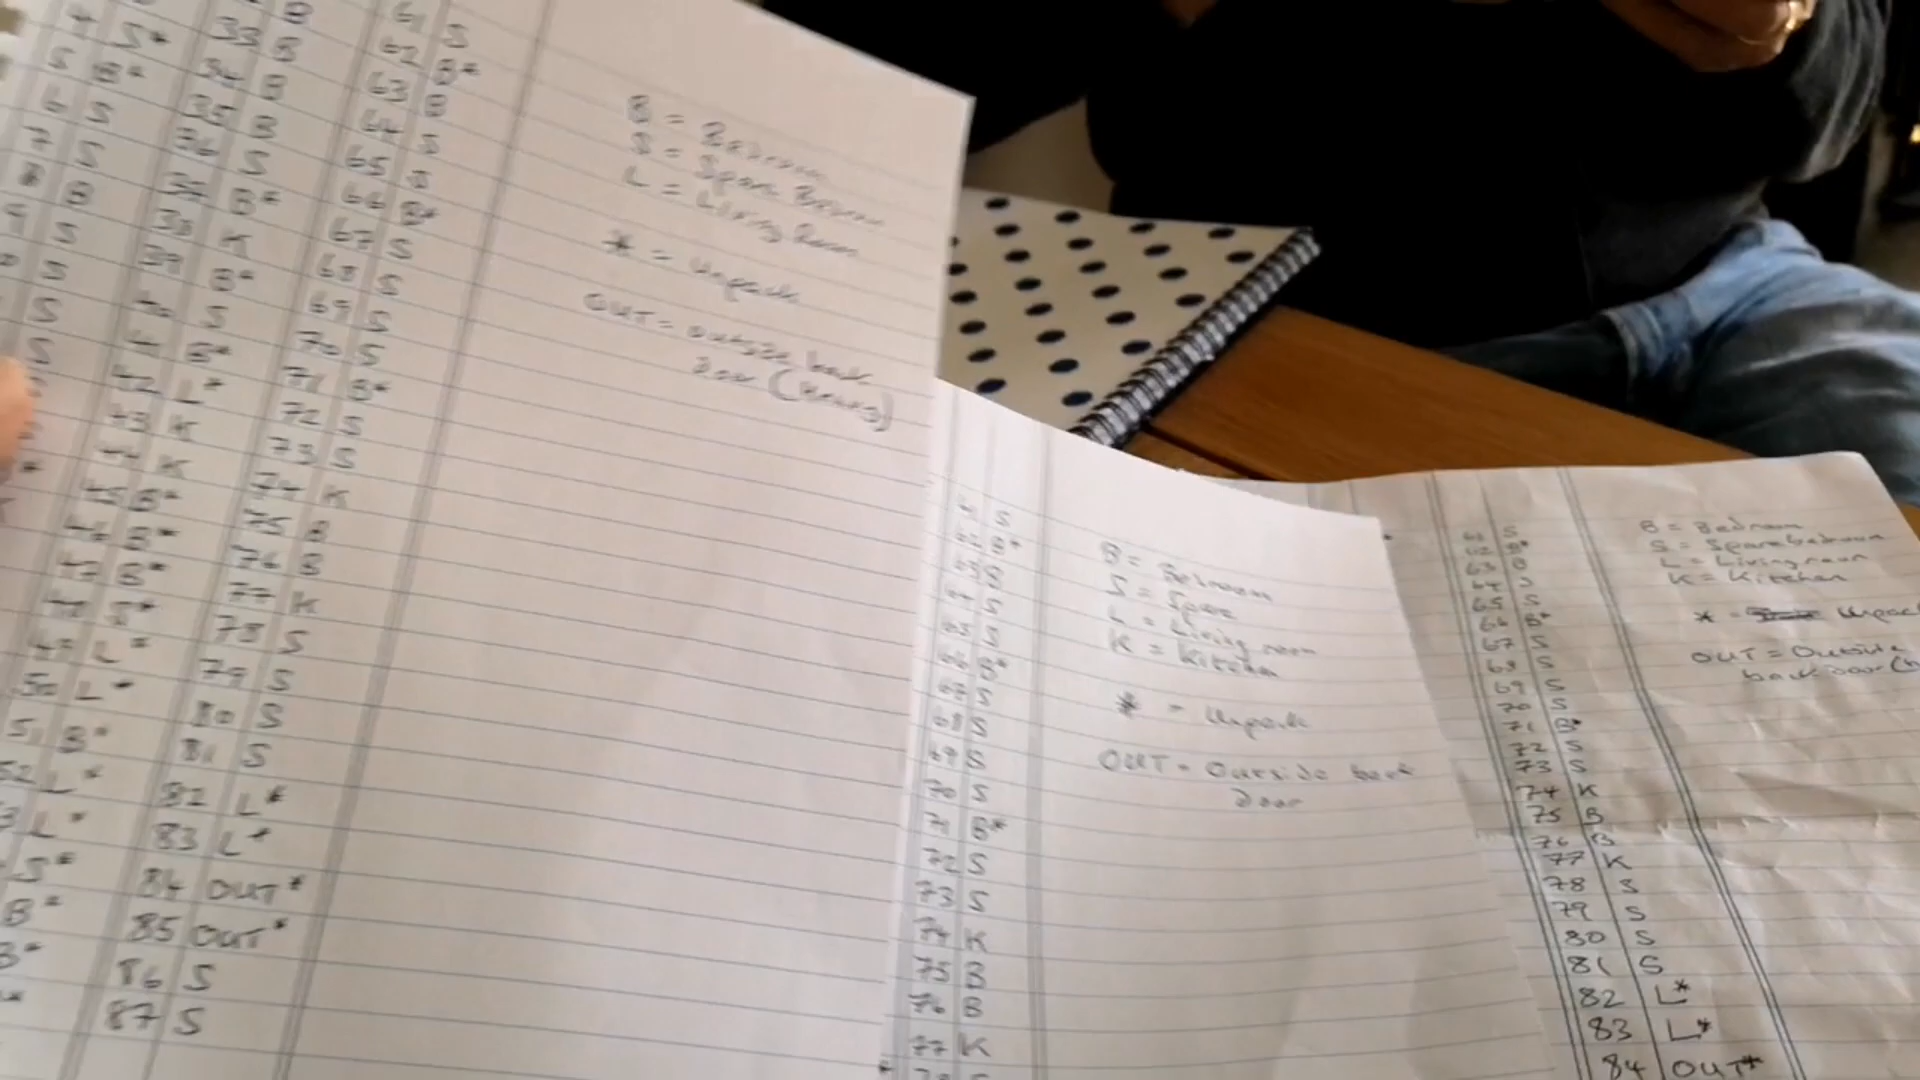 S*
33 B
61 S
5 B*
34 B
62 B*
6 S
35 B
63 B
7 S
36 S
64 S
8 B
37 B*
65 S
9 S
38 K
66 B*
S
39 B*
67 S
S
40 S
68 S
S
41 B*
69 S
42 L*
70 S
43 K
71 B*
44 K
72 S
45 B*
73 S
46 B*
74 K
47 B*
75 B
48 S*
76 B
49 L*
77 K
50 L*
78 S
51 B*
79 S
52 L*
80 S
L*
81 S
S*
82 L*
B*
83 L*
B*
84 OUT*
85 OUT*
86 S
87 S
B = Bedroom
S = Spare Bedroom
L = Living Room
* = Unpack
OUT = outside back
door
61 S
62 B*
63 B
64 S
65 S
66 B*
67 S
68 S
69 S
70 S
71 B*
72 S
73 S
74 K
75 B
76 B
77 K
B = Bedroom
S = Spare
L = Living room
K = Kitchen
* = Unpack
OUT = Outside back
door
61 S
62 B*
63 B
64 S
65 S
66 B*
67 S
68 S
69 S
70 S
71 B*
72 S
73 S
74 K
75 B
76 B
77 K
78 S
79 S
80 S
81 S
82 L*
83 L*
84 OUT*
B = Bedroom
S = Spare bedroom
L = Living room
K = Kitchen
* = Unpack
OUT = Outside
back door